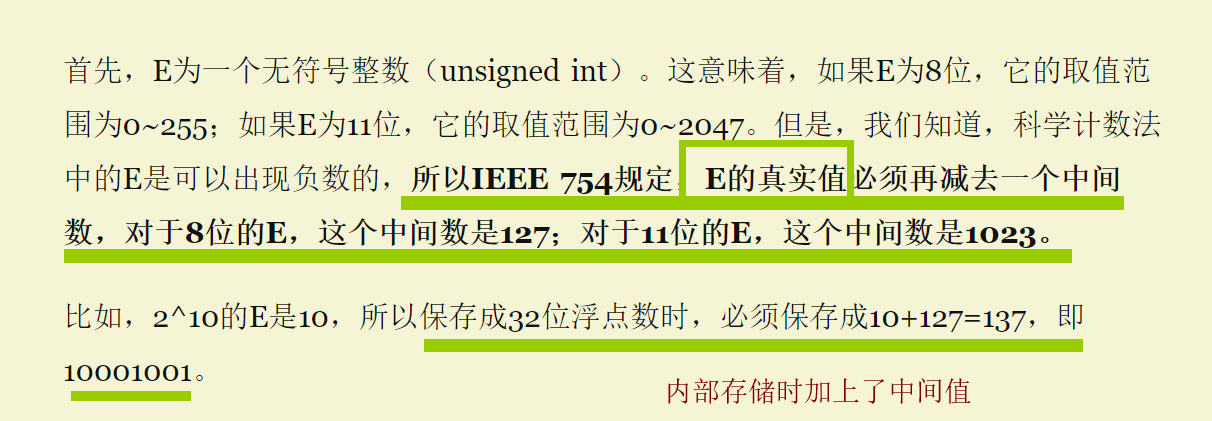 首先，E为一个无符号整数（unsigned int）。这意味着，如果E为8位，它的取值范
围为0~255；如果E为11位，它的取值范围为0~2047。但是，我们知道，科学计数法
中的E是可以出现负数的，所以IEEE 754规定，E的真实值必须再减去一个中间
数，对于8位的E，这个中间数是127；对于11位的E，这个中间数是1023。
比如，2^10的E是10，所以保存成32位浮点数时，必须保存成10+127=137，即
10001001。
内部存储时加上了中间值